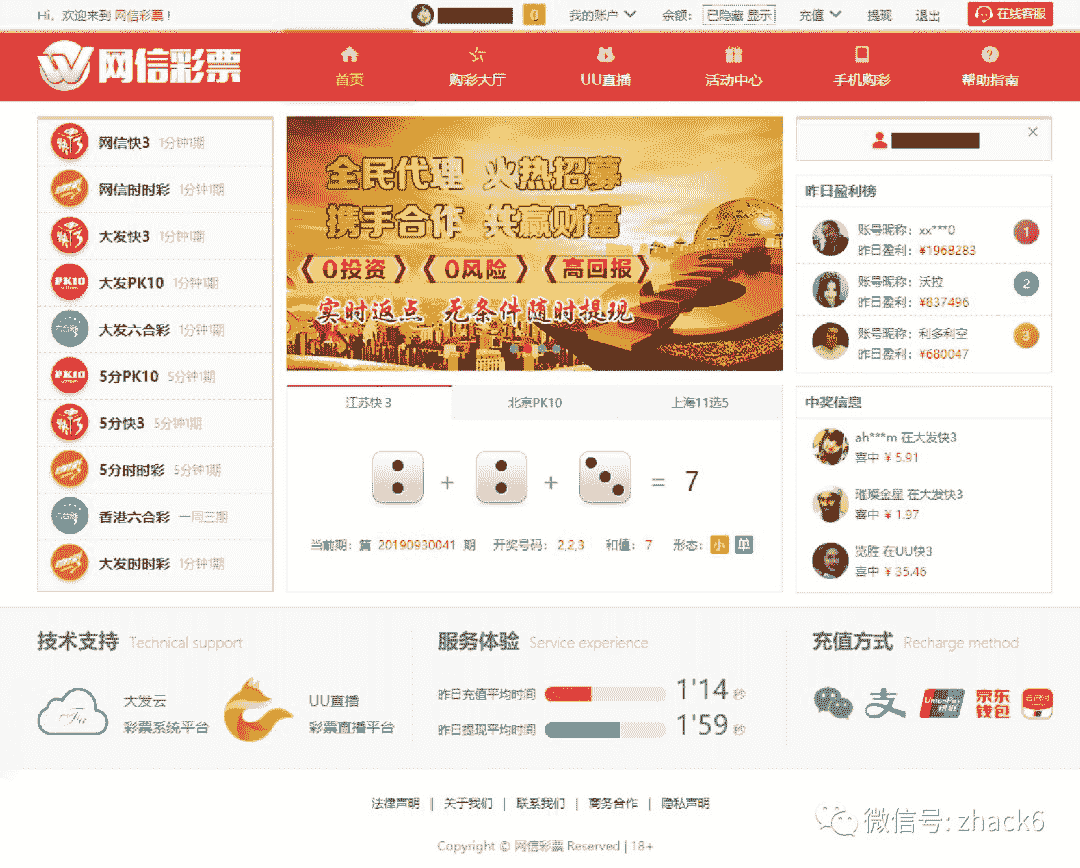 Hi，欢迎来到 网信彩票！
0 我的账户 余额： 已隐藏 显示 充值 提现 退出 在线客服
网信彩票
首页 购彩大厅 UU直播 活动中心 手机购彩 帮助指南
网信快3 1分钟1期
网信时时彩 1分钟1期
大发快3 1分钟1期
PK10 大发PK10 1分钟1期
大发六合彩 1分钟1期
PK10 5分PK10 5分钟1期
5分快3 5分钟1期
5分时时彩 5分钟1期
香港六合彩 一周三期
大发时时彩 1分钟1期
全民代理 火热招募
携手合作 共赢财富
《0投资》《0风险》《高回报》
实时返点 无条件随时提现
江苏快3 北京PK10 上海11选5
+ + = 7
当前期：第 20190930041 期 开奖号码：2,2,3 和值：7 形态：小 单
昨日盈利榜
账号昵称：xx***0 1
昨日盈利：¥1968283
账号昵称：沃拉 2
昨日盈利：¥837496
账号昵称：利多利空 3
昨日盈利：¥680047
中奖信息
ah***m 在大发快3
喜中 ¥ 5.91
璀璨金星 在大发快3
喜中 ¥ 1.97
览胜 在UU快3
喜中 ¥ 35.46
技术支持 Technical support
大发云
彩票系统平台
UU直播
彩票直播平台
服务体验 Service experience
昨日充值平均时间 1'14 秒
昨日提现平均时间 1'59 秒
充值方式 Recharge method
支 UnionPay 银联 京东钱包
法律声明 | 关于我们 | 联系我们 | 商务合作 | 隐私声明
Copyright © 网信彩票 Reserved | 18+
微信号: zhack6